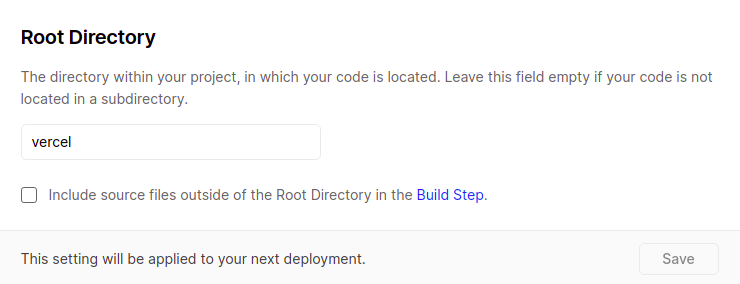 Root Directory
The directory within your project, in which your code is located. Leave this field empty if your code is not
located in a subdirectory.
vercel
Include source files outside of the Root Directory in the Build Step.
This setting will be applied to your next deployment.
Save